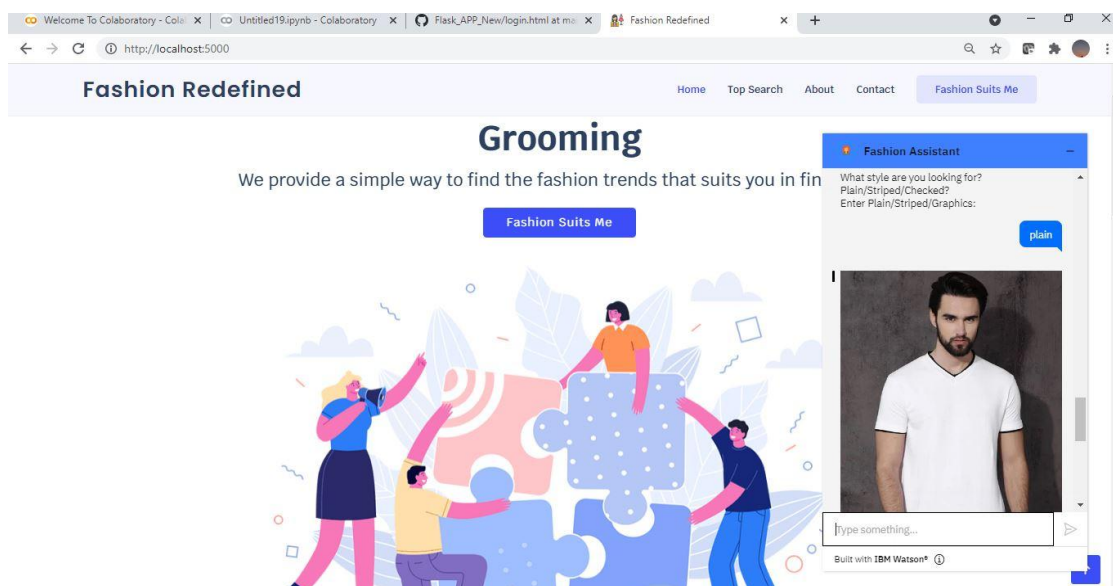 Welcome To Colaboratory - Cola
Untitled19.ipynb - Colaboratory
Flask_APP_New/login.html at ma
Fashion Redefined
http://localhost:5000
Fashion Redefined
Home Top Search About Contact Fashion Suits Me
Grooming
We provide a simple way to find the fashion trends that suits you in fin
Fashion Suits Me
Fashion Assistant
What style are you looking for?
Plain/Striped/Checked?
Enter Plain/Striped/Graphics:
plain
Type something...
Built with IBM Watson®